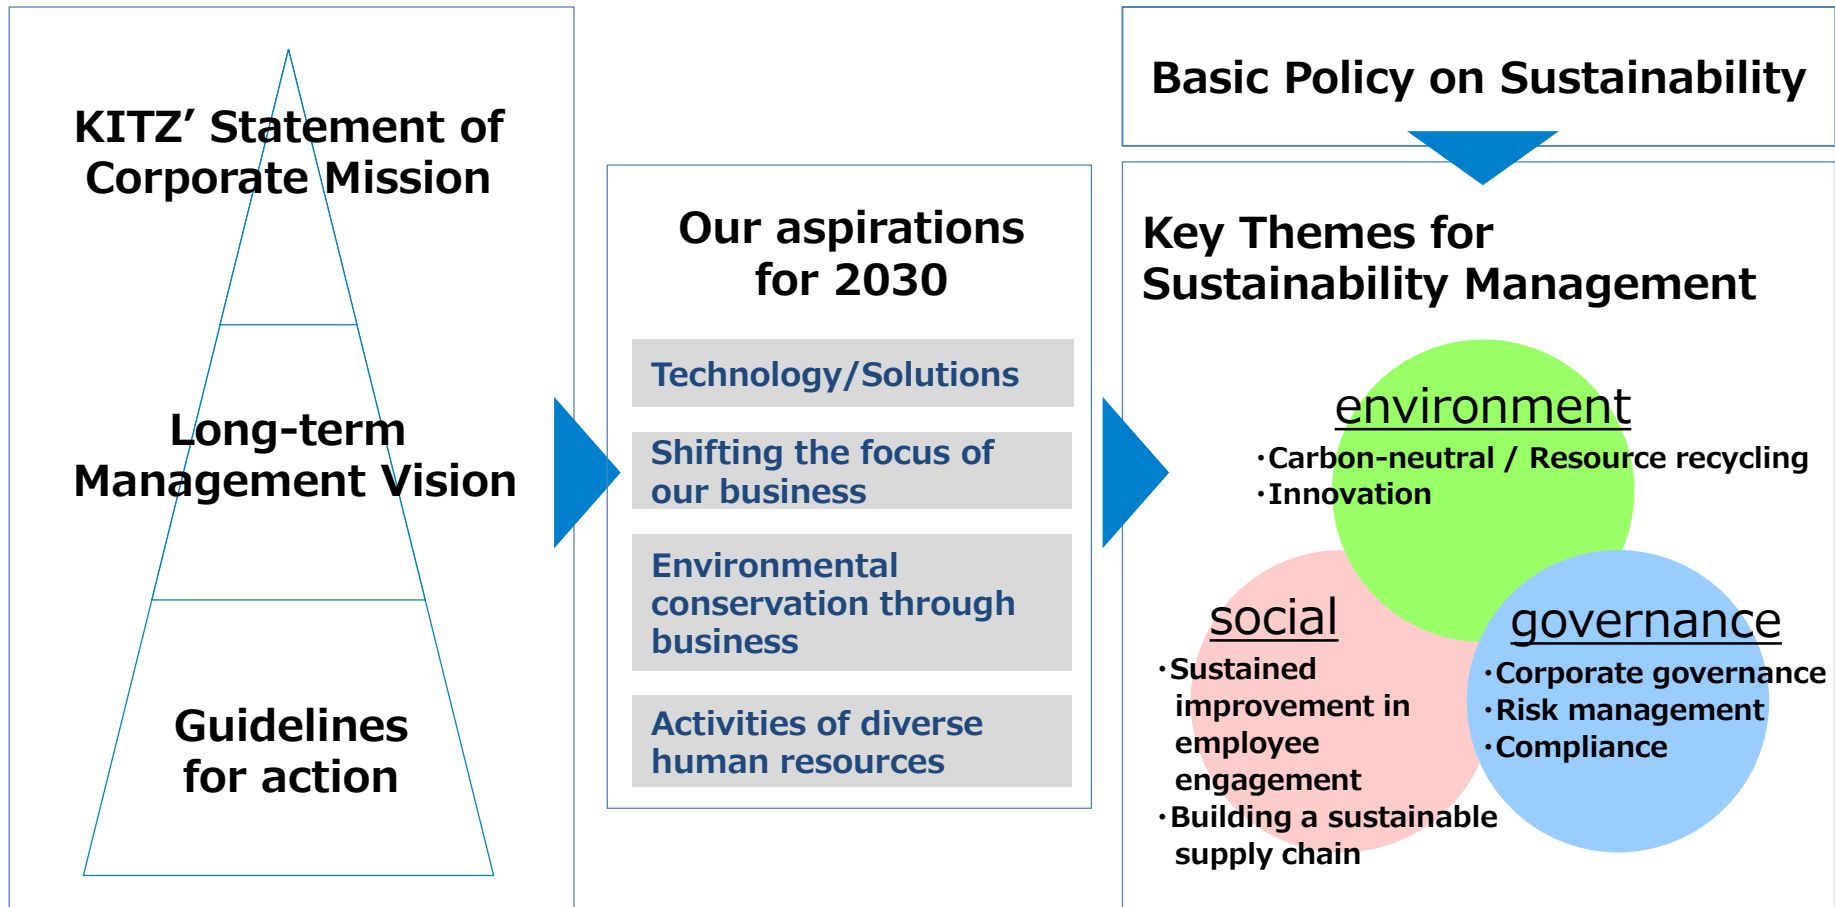 KITZ’ Statement of
Corporate Mission
Long-term
Management Vision
Guidelines
for action
Our aspirations
for 2030
Technology/Solutions
Shifting the focus of
our business
Environmental
conservation through
business
Activities of diverse
human resources
Basic Policy on Sustainability
Key Themes for
Sustainability Management
environment
・Carbon-neutral / Resource recycling
・Innovation
social
・Sustained
improvement in
employee
engagement
・Building a sustainable
supply chain
governance
・Corporate governance
・Risk management
・Compliance